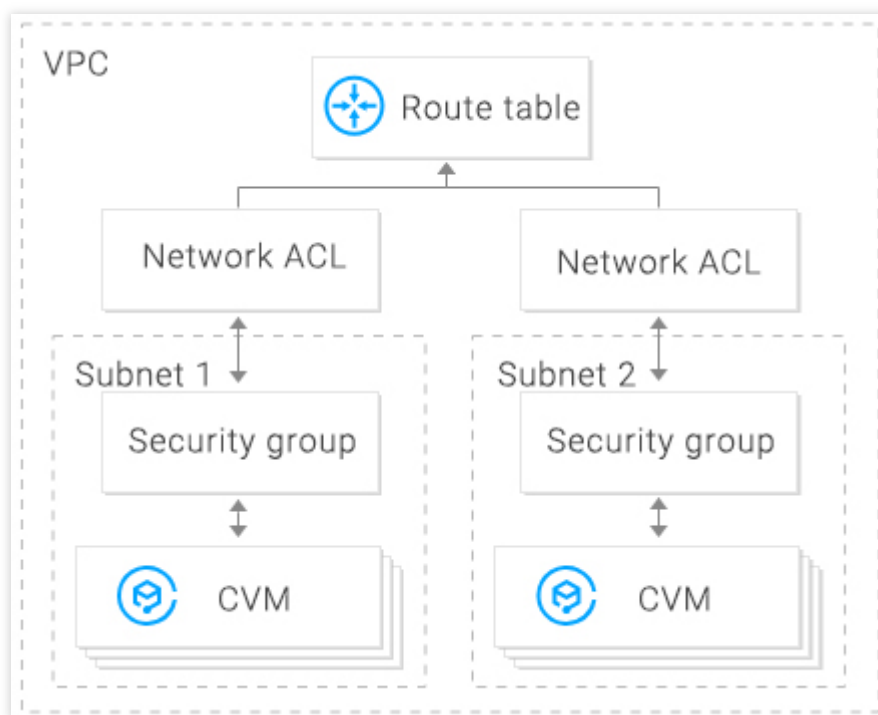 VPC
Route table
Network ACL
Network ACL
Subnet 1
Subnet 2
Security group
Security group
CVM
CVM